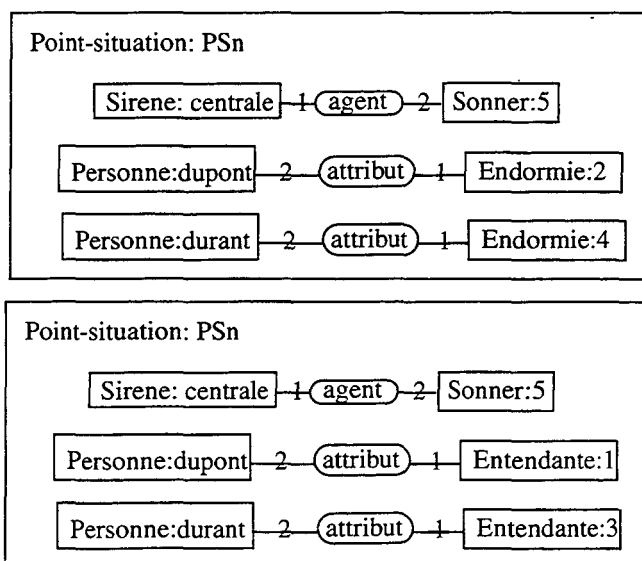 Point-situation: PSn
Sirene: centrale 1 agent 2 Sonner:5
Personne:dupont 2 attribut 1 Endormie:2
Personne:durant 2 attribut 1 Endormie:4
Point-situation: PSn
Sirene: centrale 1 agent 2 Sonner:5
Personne:dupont 2 attribut 1 Entendante:1
Personne:durant 2 attribut 1 Entendante:3